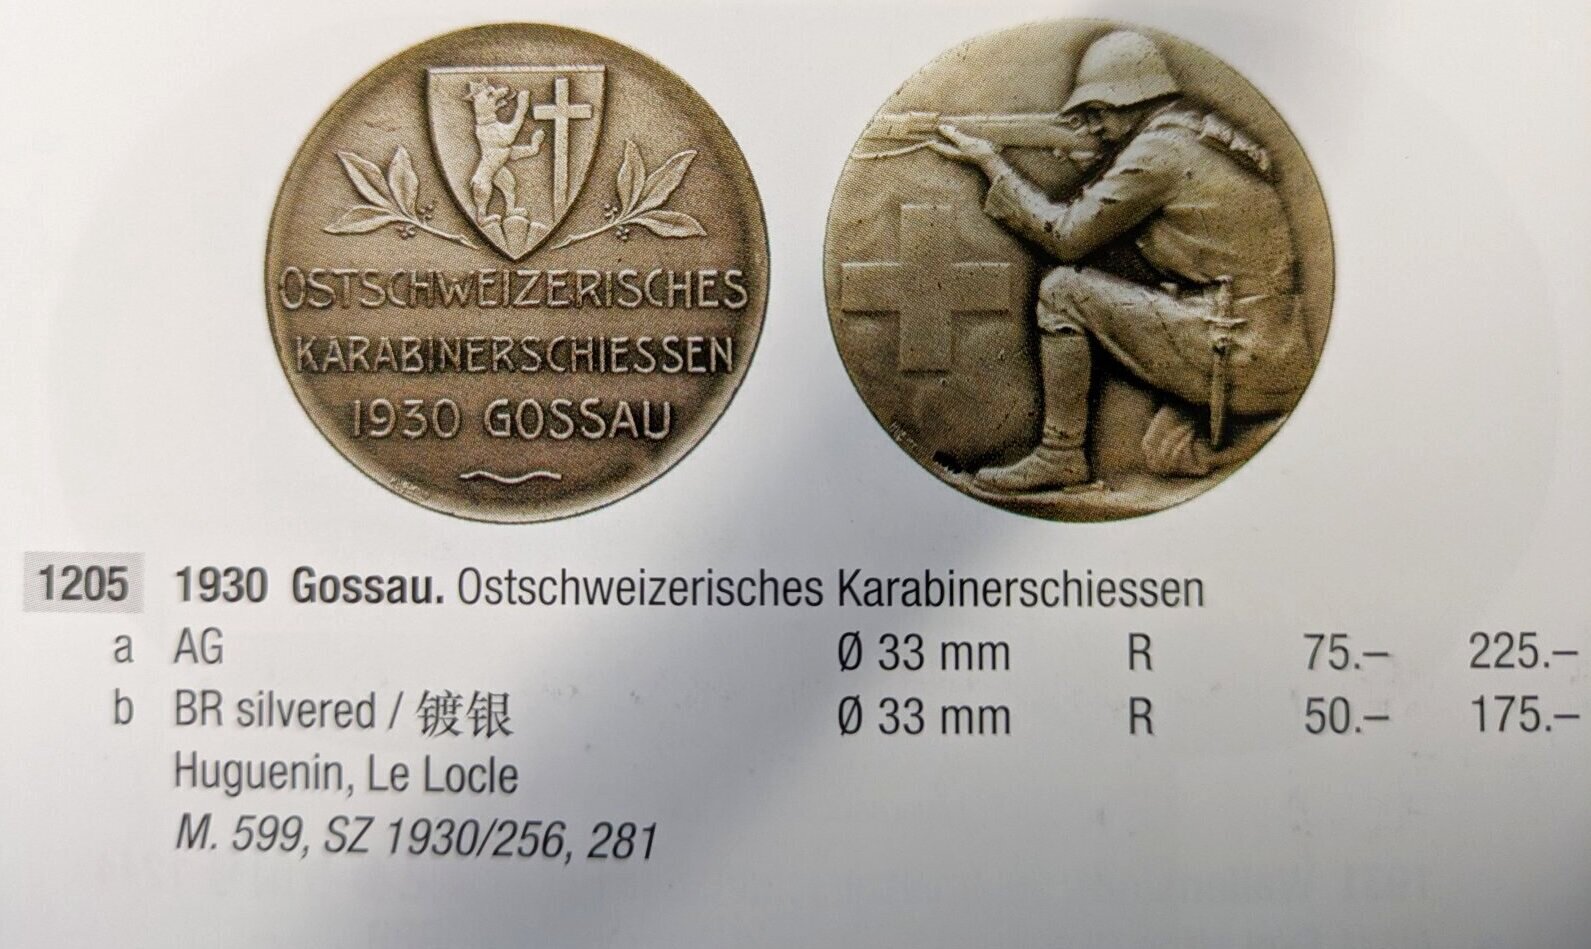 OSTSCHWEIZERISCHES
KARABINERSCHIESSEN
1930 GOSSAU
1205 1930 Gossau. Ostschweizerisches Karabinerschiessen
a AG Ø 33 mm R 75.– 225.–
b BR silvered / 镀银 Ø 33 mm R 50.– 175.–
Huguenin, Le Locle
M. 599, SZ 1930/256, 281